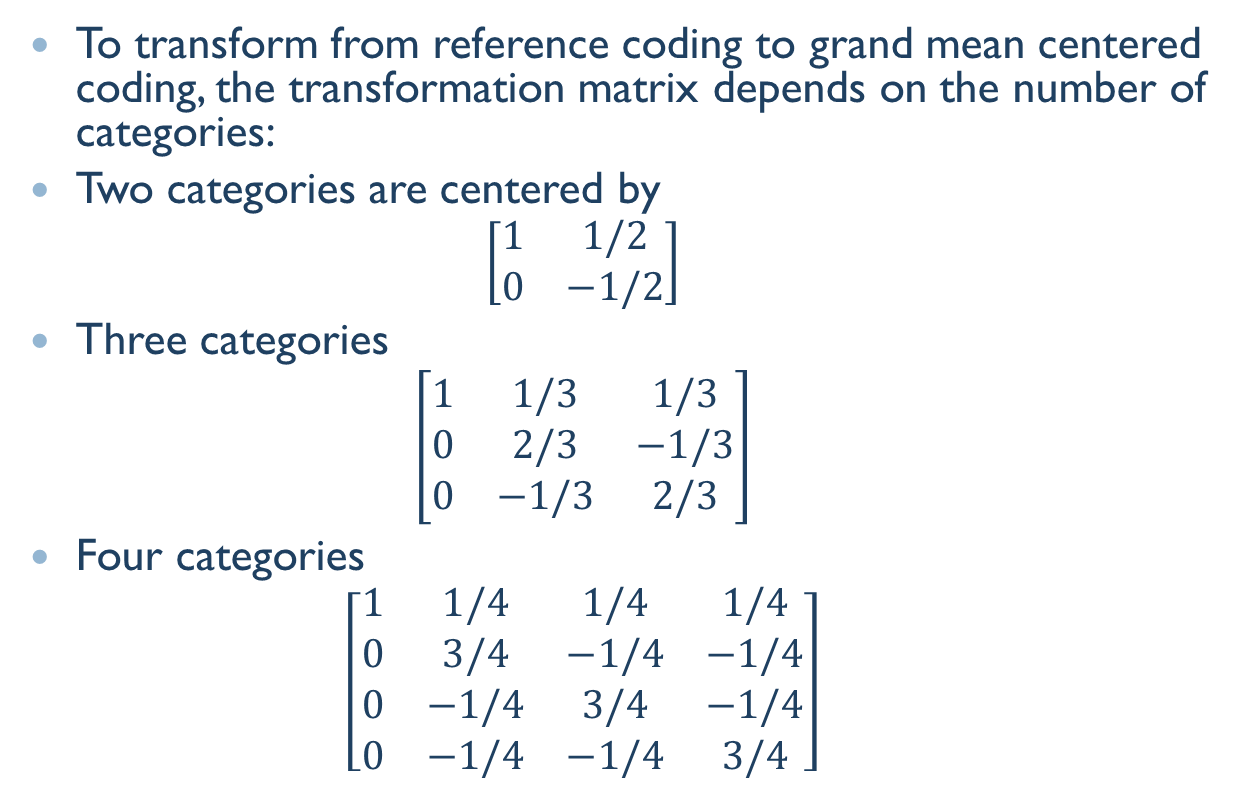 • To transform from reference coding to grand mean centered
coding, the transformation matrix depends on the number of
categories:
• Two categories are centered by
[1 1/2
0 −1/2]
• Three categories
[1 1/3 1/3
0 2/3 −1/3
0 −1/3 2/3]
• Four categories
[1 1/4 1/4 1/4
0 3/4 −1/4 −1/4
0 −1/4 3/4 −1/4
0 −1/4 −1/4 3/4]